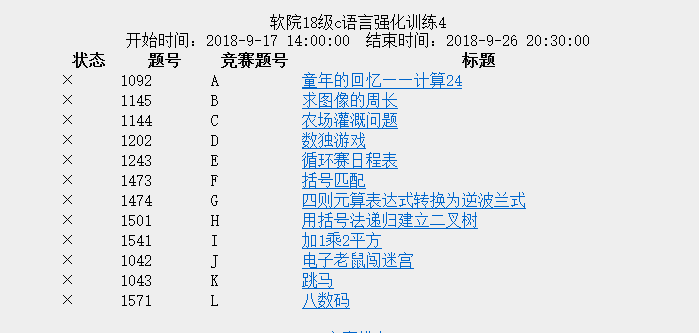 软院18级c语言强化训练4
开始时间：2018-9-17 14:00:00 结束时间：2018-9-26 20:30:00
状态 题号 竞赛题号 标题
× 1092 A 童年的回忆——计算24
× 1145 B 求图像的周长
× 1144 C 农场灌溉问题
× 1202 D 数独游戏
× 1243 E 循环赛日程表
× 1473 F 括号匹配
× 1474 G 四则元算表达式转换为逆波兰式
× 1501 H 用括号法递归建立二叉树
× 1541 I 加1乘2平方
× 1042 J 电子老鼠闯迷宫
× 1043 K 跳马
× 1571 L 八数码